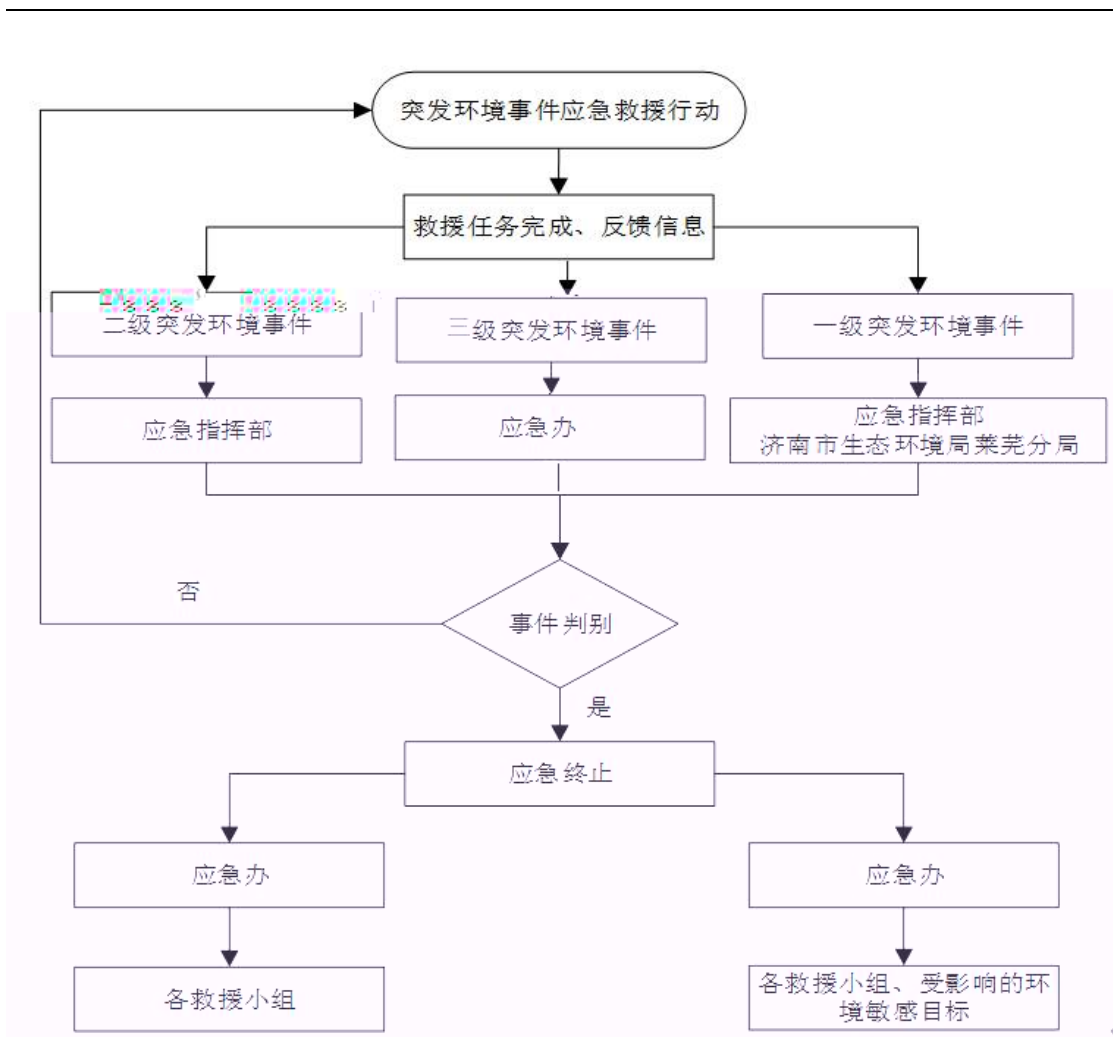 突发环境事件应急救援行动
救援任务完成、反馈信息
二级突发环境事件
三级突发环境事件
一级突发环境事件
应急指挥部
应急办
应急指挥部
济南市生态环境局莱芜分局
否
事件判别
是
应急终止
应急办
应急办
各救援小组
各救援小组、受影响的环
境敏感目标